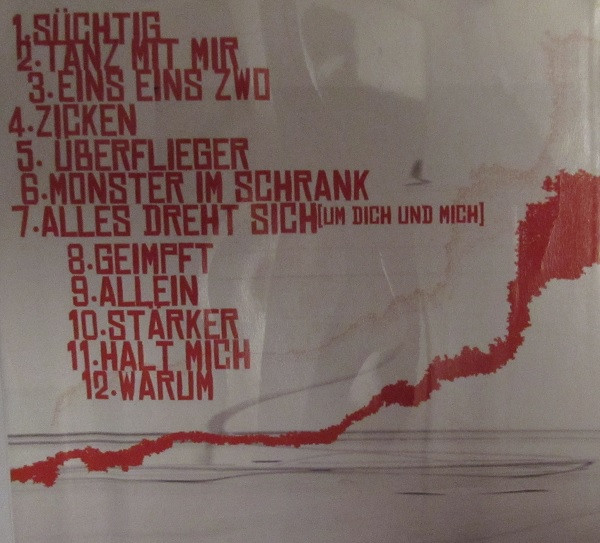 1.SÜCHTIG
2.TANZ MIT MIR
3.EINS EINS ZWO
4.ZICKEN
5. ÜBERFLIEGER
6.MONSTER IM SCHRANK
7.ALLES DREHT SICH[UM DICH UND MICH]
8.GEIMPFT
9.ALLEIN
10.STÄRKER
11.HALT MICH
12.WARUM